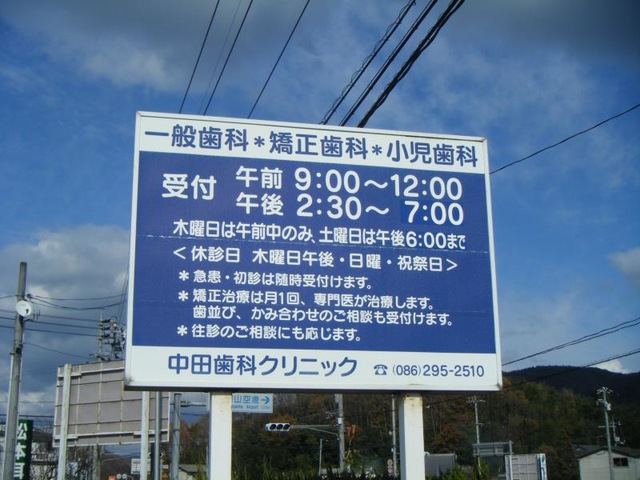 一般歯科*矯正歯科*小児歯科
受付 午前 9:00〜12:00
午後 2:30〜 7:00
木曜日は午前中のみ、土曜日は午後6:00まで
<休診日 木曜日午後・日曜・祝祭日>
*急患・初診は随時受付けます。
*矯正治療は月1回、専門医が治療します。
歯並び、かみ合わせのご相談も受付けます。
*往診のご相談にも応じます。
中田歯科クリニック ☎(086)295-2510
山空港
松本耳